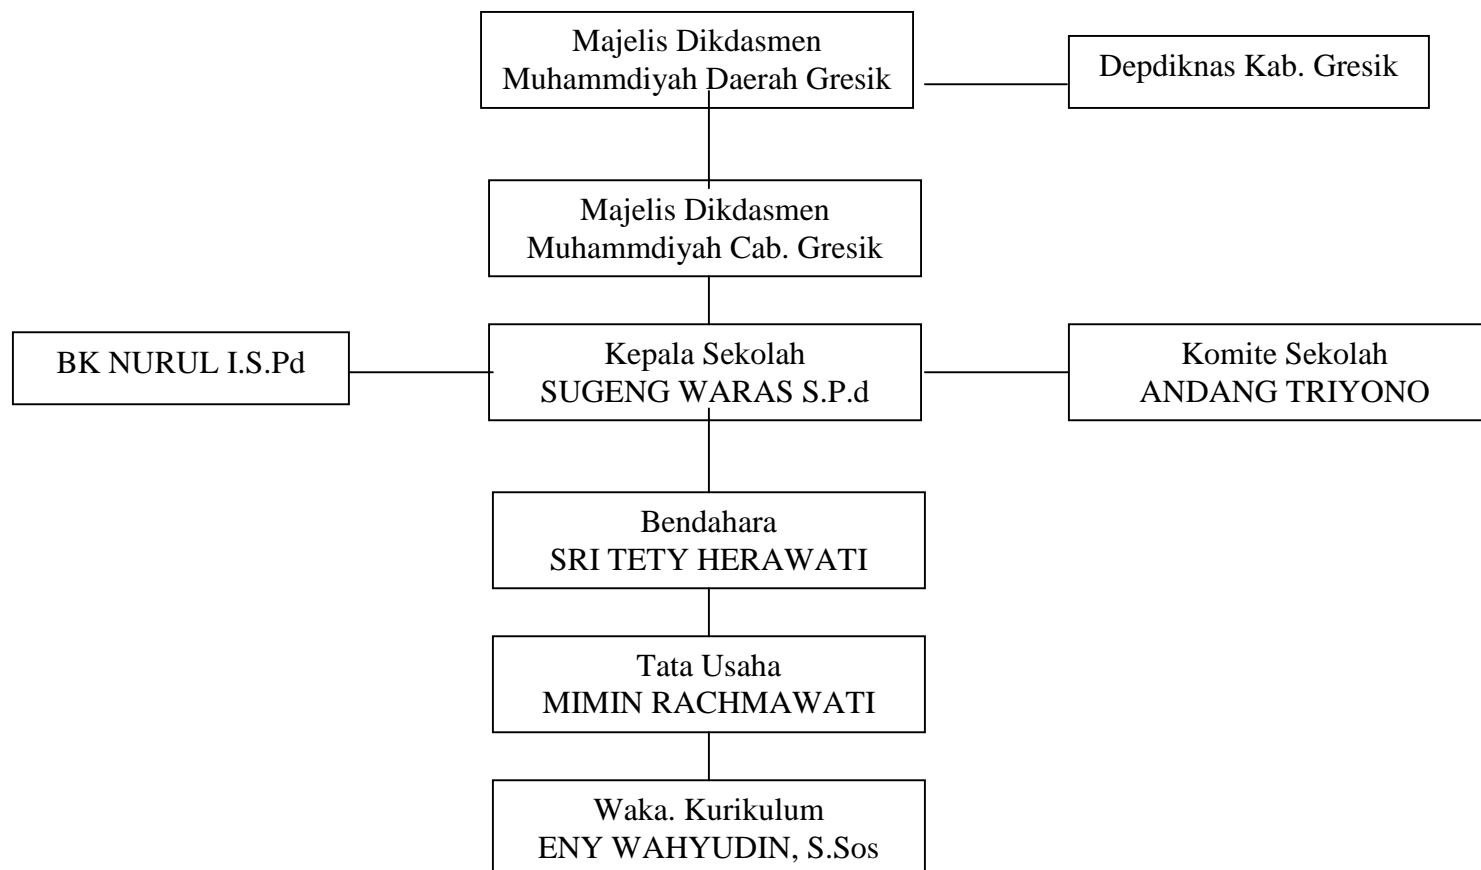 Majelis Dikdasmen
Muhammdiyah Daerah Gresik
Depdiknas Kab. Gresik
Majelis Dikdasmen
Muhammdiyah Cab. Gresik
BK NURUL I.S.Pd
Kepala Sekolah
SUGENG WARAS S.P.d
Komite Sekolah
ANDANG TRIYONO
Bendahara
SRI TETY HERAWATI
Tata Usaha
MIMIN RACHMAWATI
Waka. Kurikulum
ENY WAHYUDIN, S.Sos